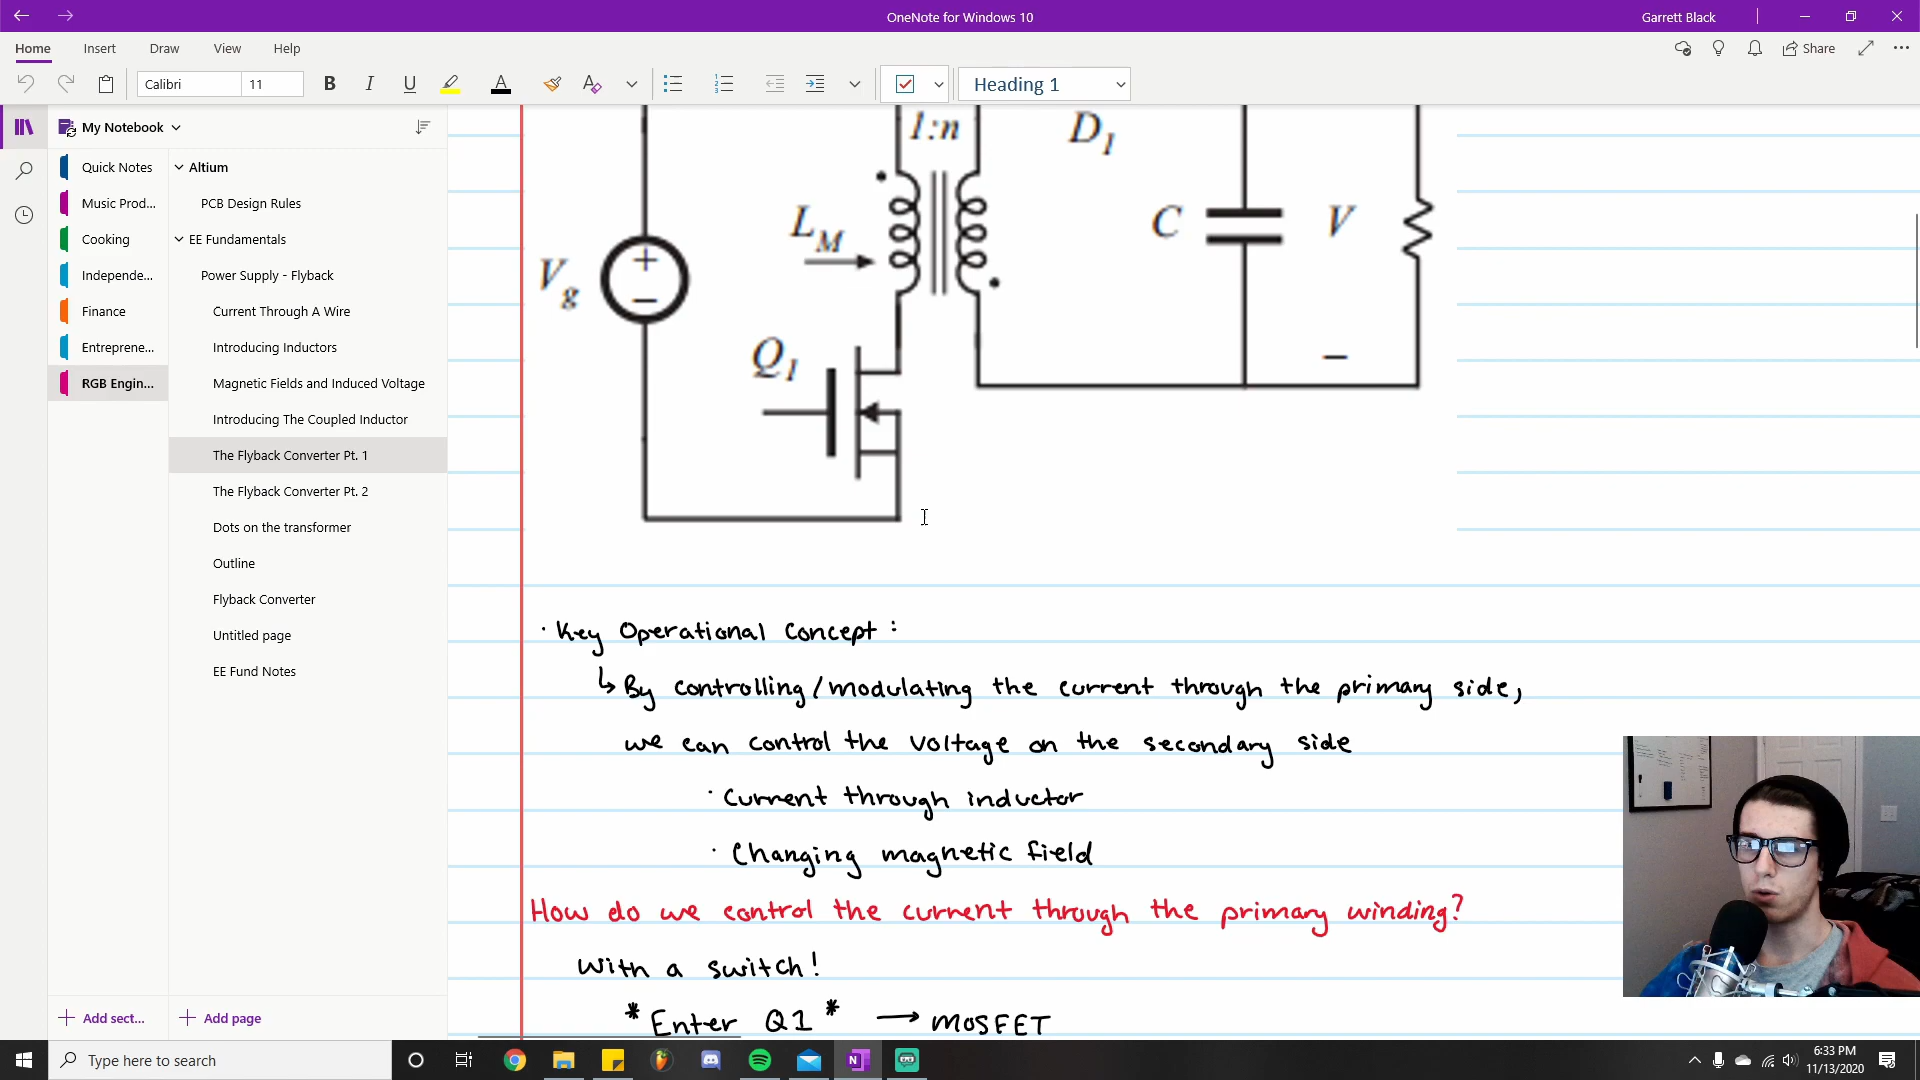 OneNote for Windows 10
Garrett Black
Home
Insert
Draw
View
Help
Share
Calibri
11
B
I
U
A
A
Heading 1
My Notebook
Quick Notes
Music Prod...
Cooking
Independe...
Finance
Entreprene...
RGB Engin...
Altium
PCB Design Rules
EE Fundamentals
Power Supply - Flyback
Current Through A Wire
Introducing Inductors
Magnetic Fields and Induced Voltage
Introducing The Coupled Inductor
The Flyback Converter Pt. 1
The Flyback Converter Pt. 2
Dots on the transformer
Outline
Flyback Converter
Untitled page
EE Fund Notes
Add sect...
Add page
1:n
D1
LM
C
V
Vg
+
−
Q1
−
· Key Operational Concept :
↳ By controlling/modulating the current through the primary side,
we can control the voltage on the secondary side
· Current through inductor
· Changing magnetic field
How do we control the current through the primary winding?
With a switch!
* Enter Q1 * → MOSFET
Type here to search
6:33 PM
11/13/2020